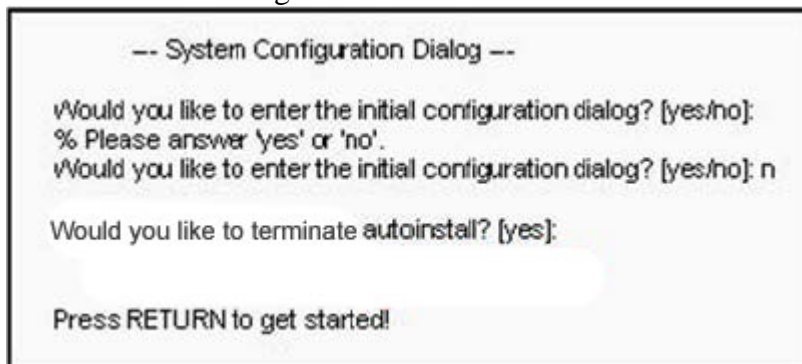 --- System Configuration Dialog ---
Would you like to enter the initial configuration dialog? [yes/no]:
% Please answer 'yes' or 'no'.
Would you like to enter the initial configuration dialog? [yes/no]: n
Would you like to terminate autoinstall? [yes]:
Press RETURN to get started!